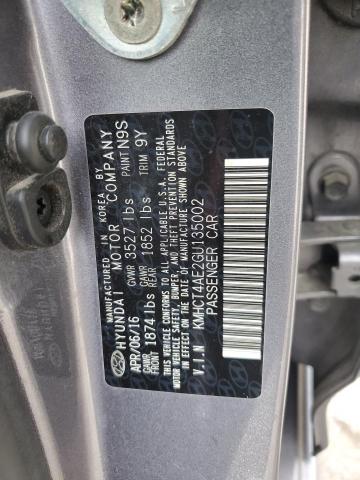 MADE IN KOREA BY
HYUNDAI MOTOR COMPANY
APR/06/16 GVWR 3527 lbs PAINT N9S
GAWR FRONT 1874 lbs GAWR REAR 1852 lbs TRIM 9Y
THIS VEHICLE CONFORMS TO ALL APPLICABLE U.S.A. FEDERAL
MOTOR VEHICLE SAFETY, BUMPER, AND THEFT PREVENTION STANDARDS
IN EFFECT ON THE DATE OF MANUFACTURE SHOWN ABOVE
V.I.N KMHCT4AE2GU135002
PASSENGER CAR